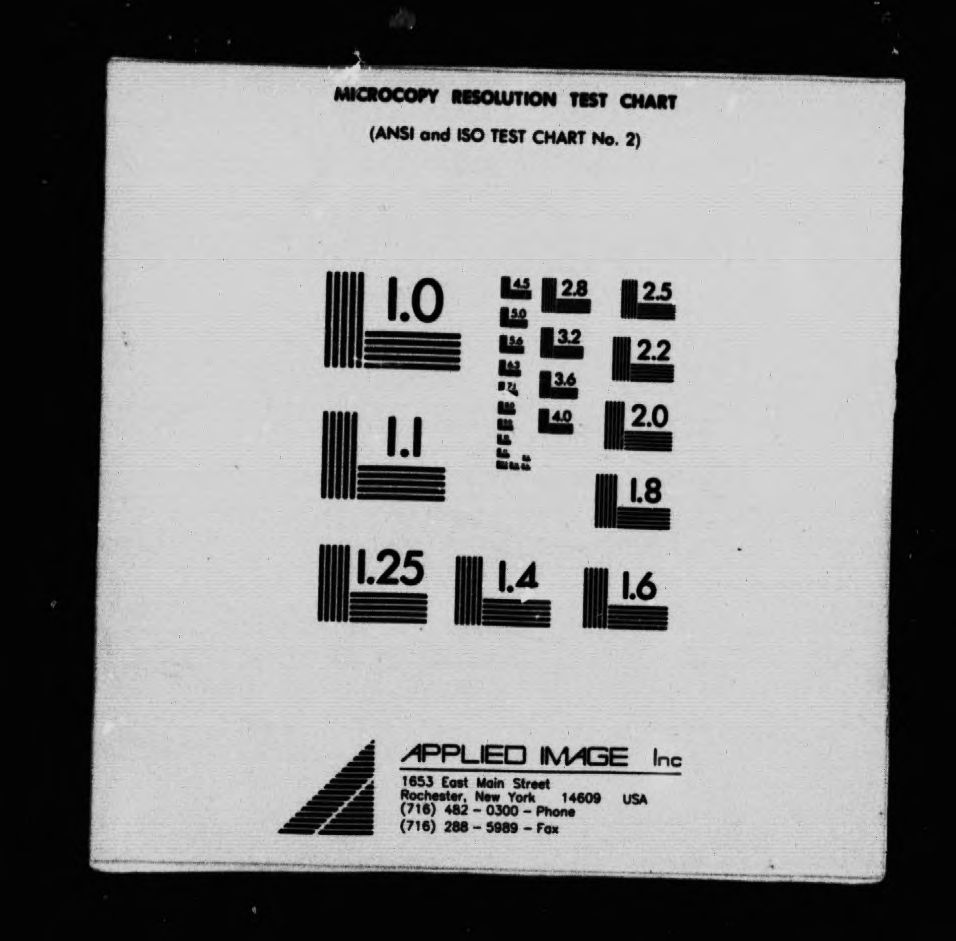 MICROCOPY RESOLUTION TEST CHART
(ANSI and ISO TEST CHART No. 2)
1.0
4.5 2.8 2.5
5.0
5.6 3.2 2.2
6.3
7.1 3.6
4.0 2.0
1.1
1.8
1.25 1.4 1.6
APPLIED IMAGE Inc
1653 East Main Street
Rochester, New York 14609 USA
(716) 482 - 0300 - Phone
(716) 288 - 5989 - Fax